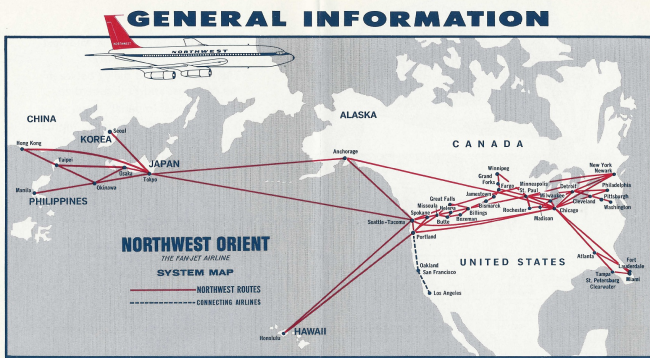 GENERAL INFORMATION
NORTHWEST
NORTHWEST
CHINA
ALASKA
Seoul
KOREA
CANADA
Hong Kong
Anchorage
Taipei
JAPAN
Osaka
Tokyo
Okinawa
Manila
PHILIPPINES
Winnipeg
Grand
Forks
Fargo
Minneapolis
St. Paul
Milwaukee
Detroit
New York
Newark
Philadelphia
Pittsburgh
Cleveland
Washington
Jamestown
Bismarck
Great Falls
Missoula
Helena
Spokane
Butte
Bozeman
Billings
Rochester
Madison
Chicago
Seattle-Tacoma
Portland
NORTHWEST ORIENT
THE FAN-JET AIRLINE
SYSTEM MAP
NORTHWEST ROUTES
CONNECTING AIRLINES
UNITED STATES
Oakland
San Francisco
Los Angeles
Atlanta
Fort
Lauderdale
Tampa
St. Petersburg
Clearwater
Miami
HAWAII
Honolulu